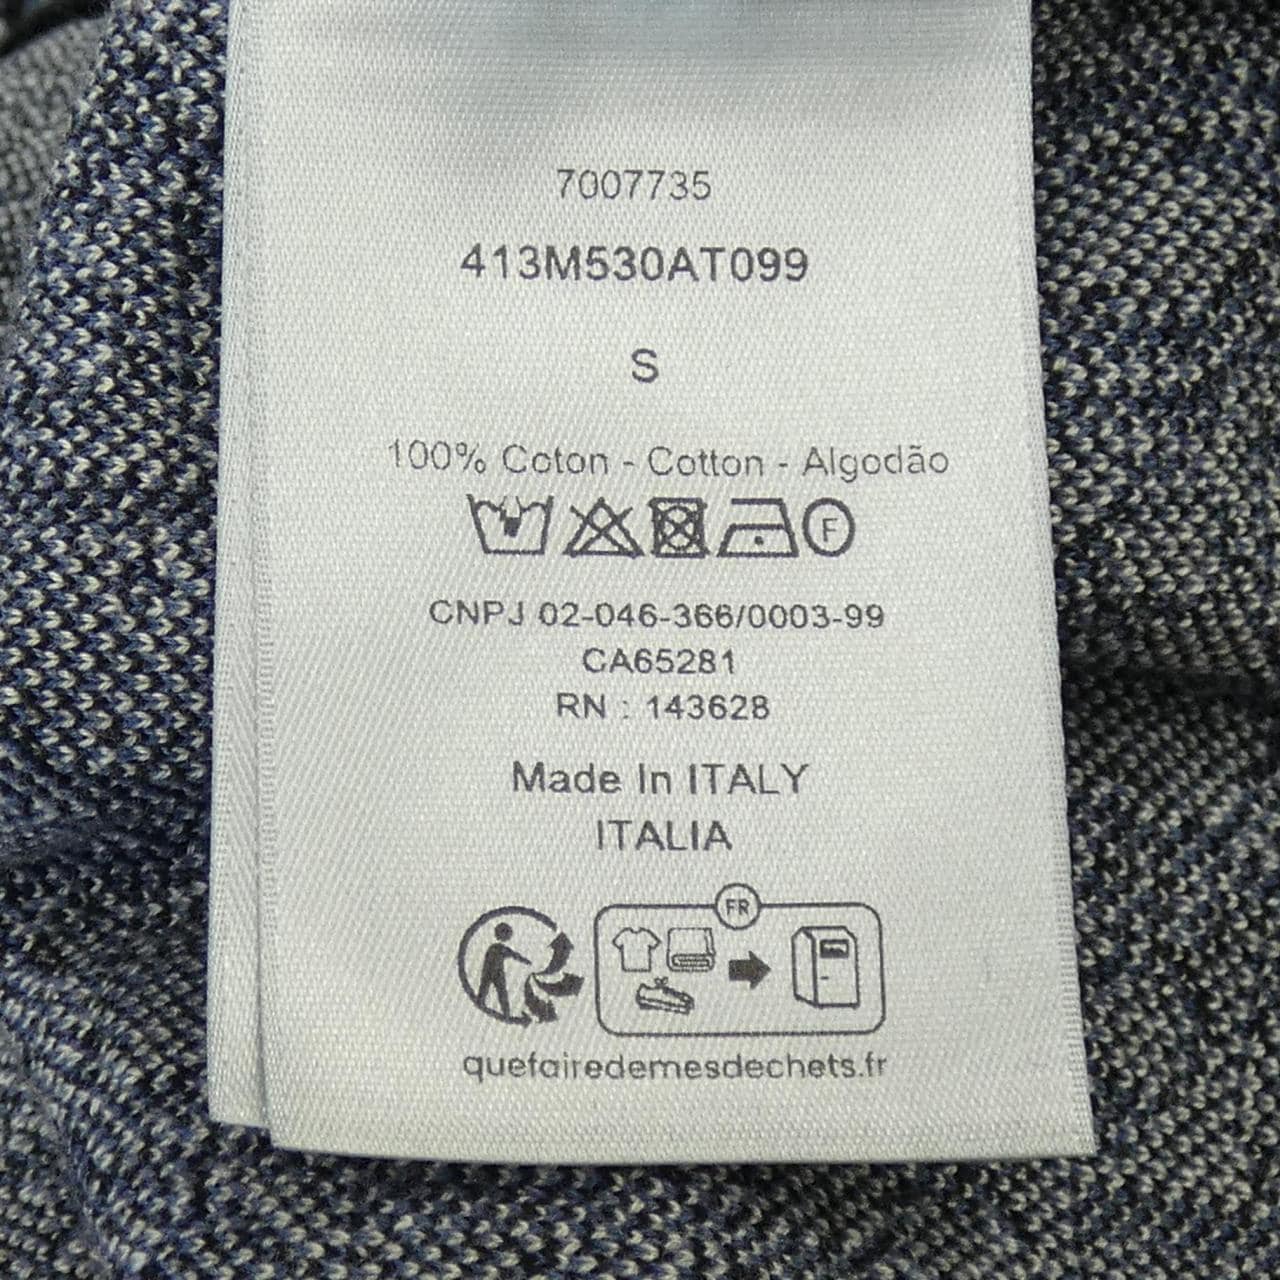 7007735
413M530AT099
S
100% Coton - Cotton - Algodão
F
CNPJ 02-046-366/0003-99
CA65281
RN : 143628
Made In ITALY
ITALIA
FR
quefairedemesdechets.fr